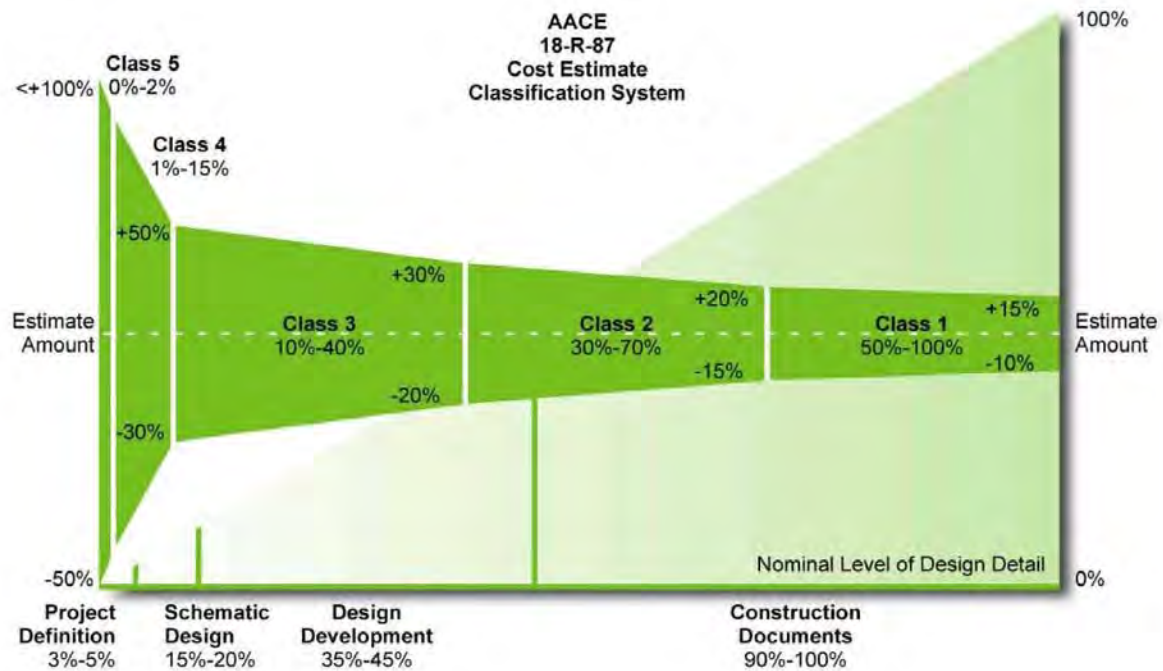 AACE
18-R-87
Cost Estimate
Classification System
100%
Class 5
0%-2%
<+100%
Class 4
1%-15%
+50%
+30%
+20%
+15%
Estimate
Amount
Class 3
10%-40%
Class 2
30%-70%
Class 1
50%-100%
Estimate
Amount
-30%
-20%
-15%
-10%
Nominal Level of Design Detail
-50%
0%
Project
Definition
3%-5%
Schematic
Design
15%-20%
Design
Development
35%-45%
Construction
Documents
90%-100%